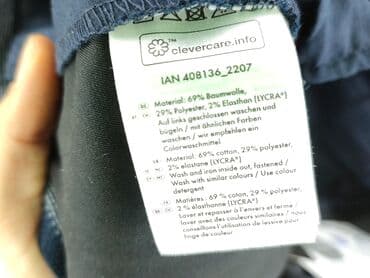 ™ clevercare.info
IAN 408136_2207
Material: 69% Baumwolle,
29% Polyester, 2% Elasthan (LYCRA®)
Auf links geschlossen waschen und
bügeln / mit ähnlichen Farben
waschen / wir empfehlen ein
Colorwaschmittel
Material: 69% cotton, 29% polyester,
2% elastane (LYCRA®)
Wash and iron inside out, fastened /
Wash with similar colours / Use colour
detergent
Matières: 69 % coton, 29 % polyester,
2 % élasthanne (LYCRA®)
Laver et repasser à l'envers et fermé /
laver avec des couleurs similaires / nous
conseillons l'utilisation de lessive pour
linge de couleur